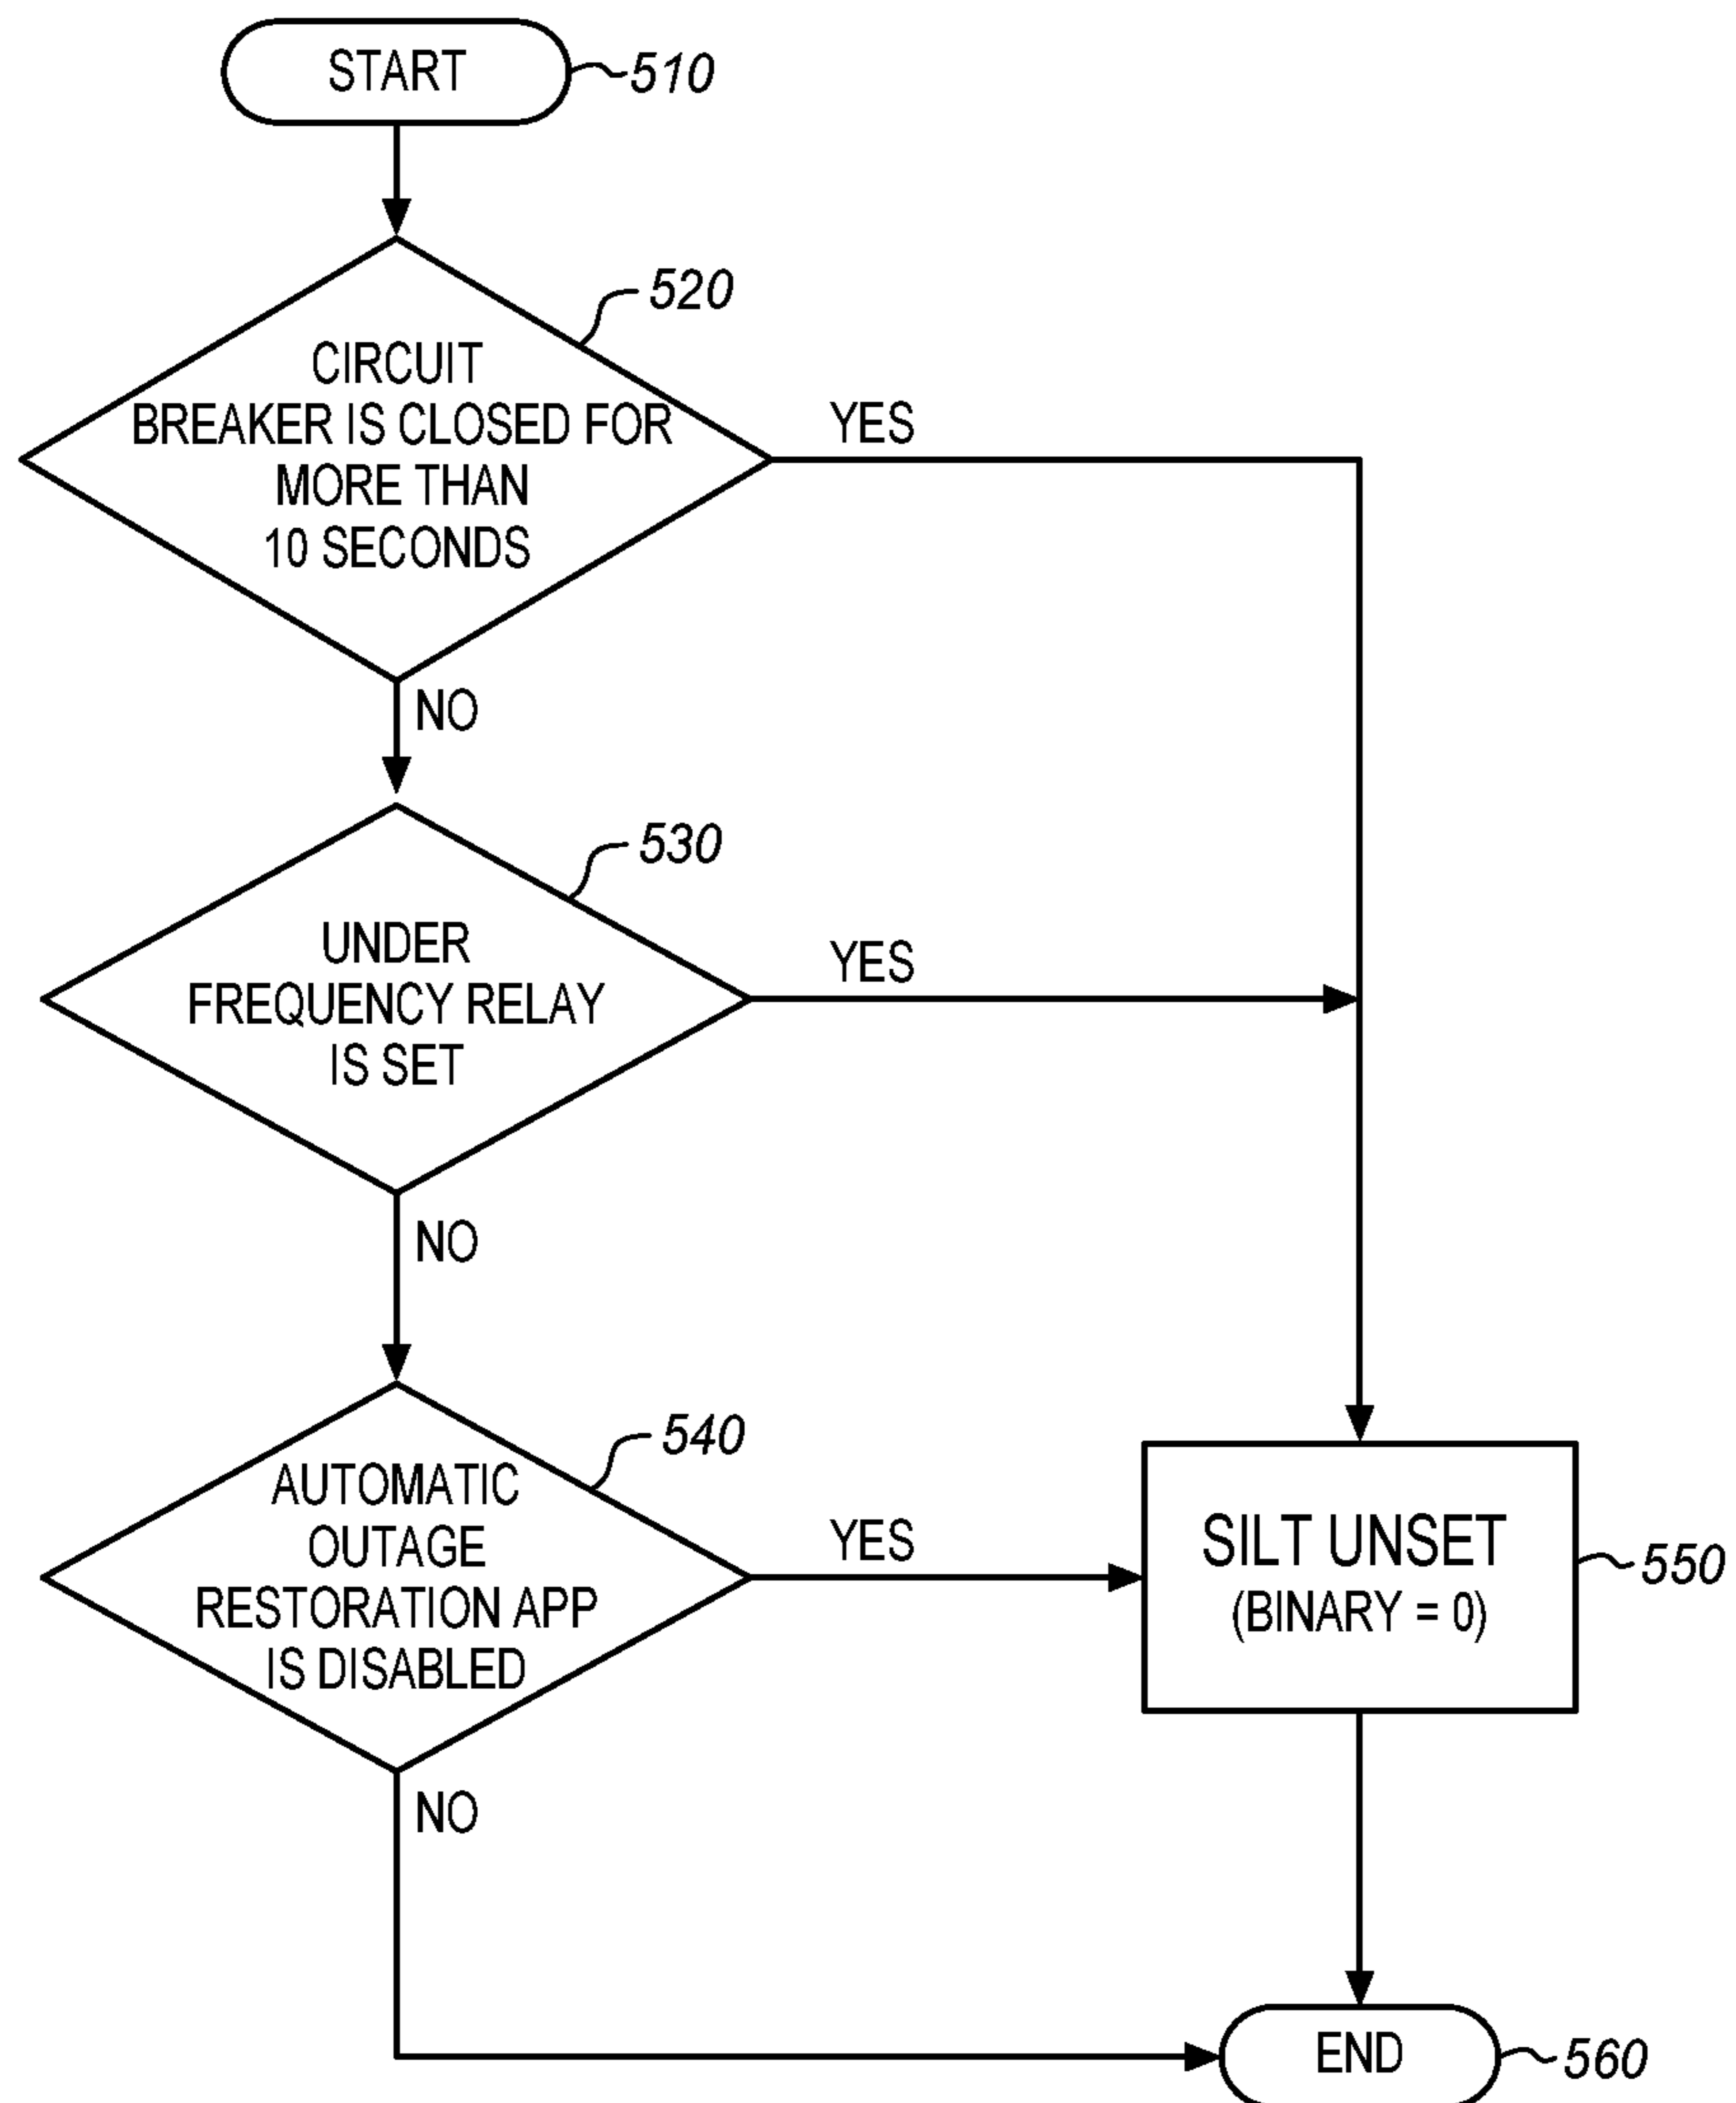 START
510
520
CIRCUIT
BREAKER IS CLOSED FOR
MORE THAN
10 SECONDS
YES
NO
530
UNDER
FREQUENCY RELAY
IS SET
YES
NO
540
AUTOMATIC
OUTAGE
RESTORATION APP
IS DISABLED
YES
NO
SILT UNSET
(BINARY = 0)
550
END
560